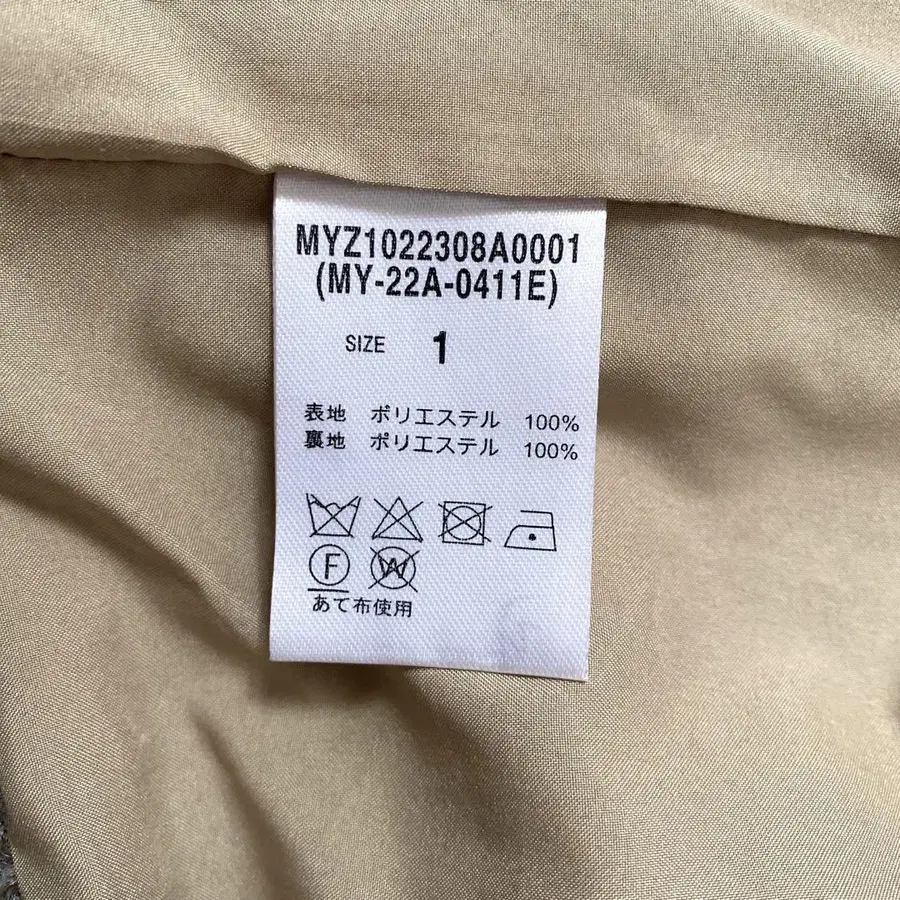 MYZ1022308A0001
(MY-22A-0411E)
SIZE 1
表地 ポリエステル 100%
裏地 ポリエステル 100%
F W
あて布使用